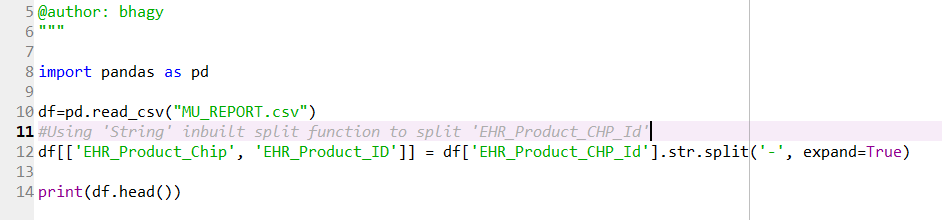 5 @author: bhagy
6 """
7
8 import pandas as pd
9
10 df=pd.read_csv("MU_REPORT.csv")
11 #Using 'String' inbuilt split function to split 'EHR_Product_CHP_Id'
12 df[['EHR_Product_Chip', 'EHR_Product_ID']] = df['EHR_Product_CHP_Id'].str.split('-', expand=True)
13
14 print(df.head())